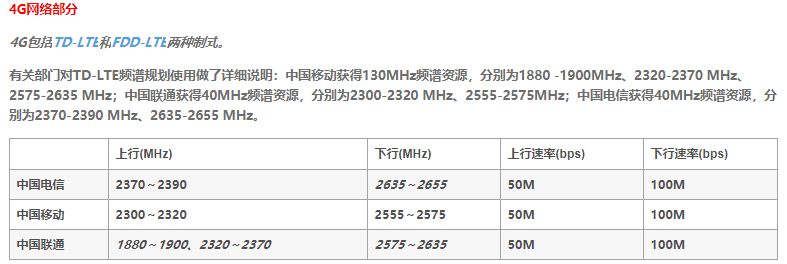 4G网络部分
4G包括TD-LTE和FDD-LTE两种制式。
有关部门对TD-LTE频谱规划使用做了详细说明：中国移动获得130MHz频谱资源，分别为1880 -1900MHz、2320-2370 MHz、
2575-2635 MHz；中国联通获得40MHz频谱资源，分别为2300-2320 MHz、2555-2575MHz；中国电信获得40MHz频谱资源，分
别为2370-2390 MHz、2635-2655 MHz。
上行(MHz) 下行(MHz) 上行速率(bps) 下行速率(bps)
中国电信 2370～2390 2635～2655 50M 100M
中国移动 2300～2320 2555～2575 50M 100M
中国联通 1880～1900、2320～2370 2575～2635 50M 100M